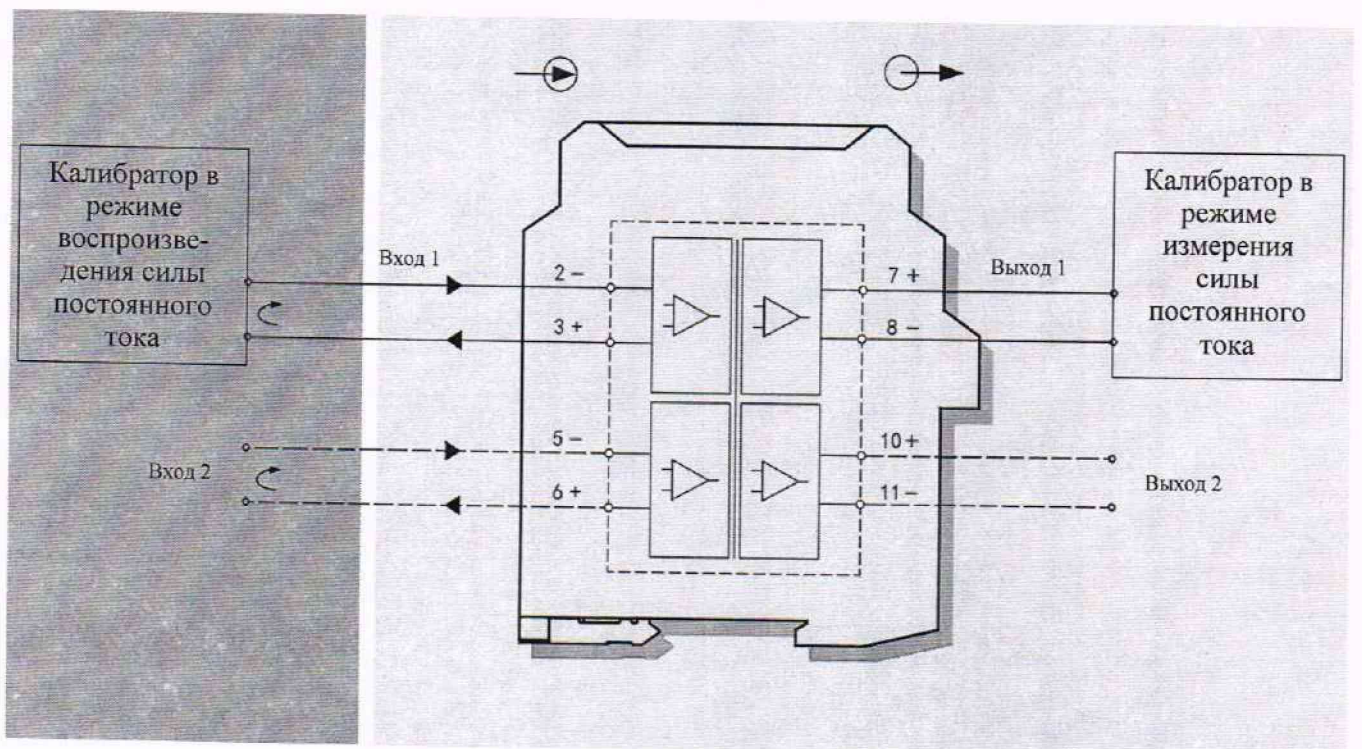 Калибратор в
режиме
воспроизве-
дения силы
постоянного
тока
Вход 1
2 -
3 +
7 +
8 -
Выход 1
Калибратор в
режиме
измерения
силы
постоянного
тока
Вход 2
5 -
6 +
10 +
11 -
Выход 2